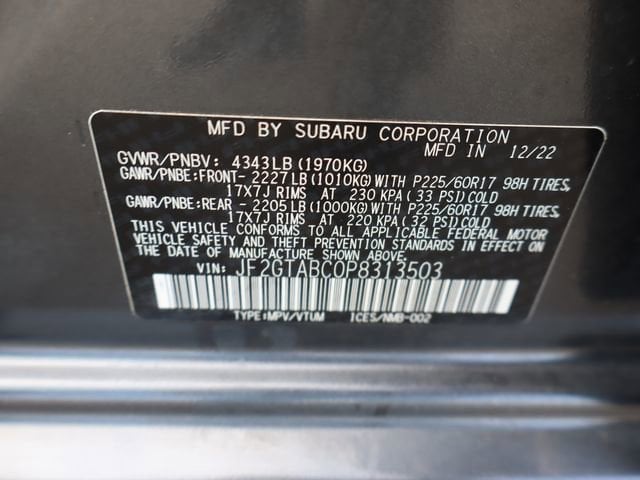 MFD BY SUBARU CORPORATION
MFD IN 12/22
GVWR/PNBV: 4343LB (1970KG)
GAWR/PNBE: FRONT- 2227 LB (1010KG) WITH P225/60R17 98H TIRES,
17X7J RIMS AT 230 KPA ( 33 PSI) COLD
GAWR/PNBE: REAR - 2205 LB (1000KG) WITH P225/60R17 98H TIRES,
17X7J RIMS AT 220 KPA ( 32 PSI) COLD
THIS VEHICLE CONFORMS TO ALL APPLICABLE FEDERAL MOTOR
VEHICLE SAFETY AND THEFT PREVENTION STANDARDS IN EFFECT ON
THE DATE OF MANUFACTURE SHOWN ABOVE.
VIN: JF2GTABC0P8313503
TYPE: MPV/VTUM ICES/NMB-002